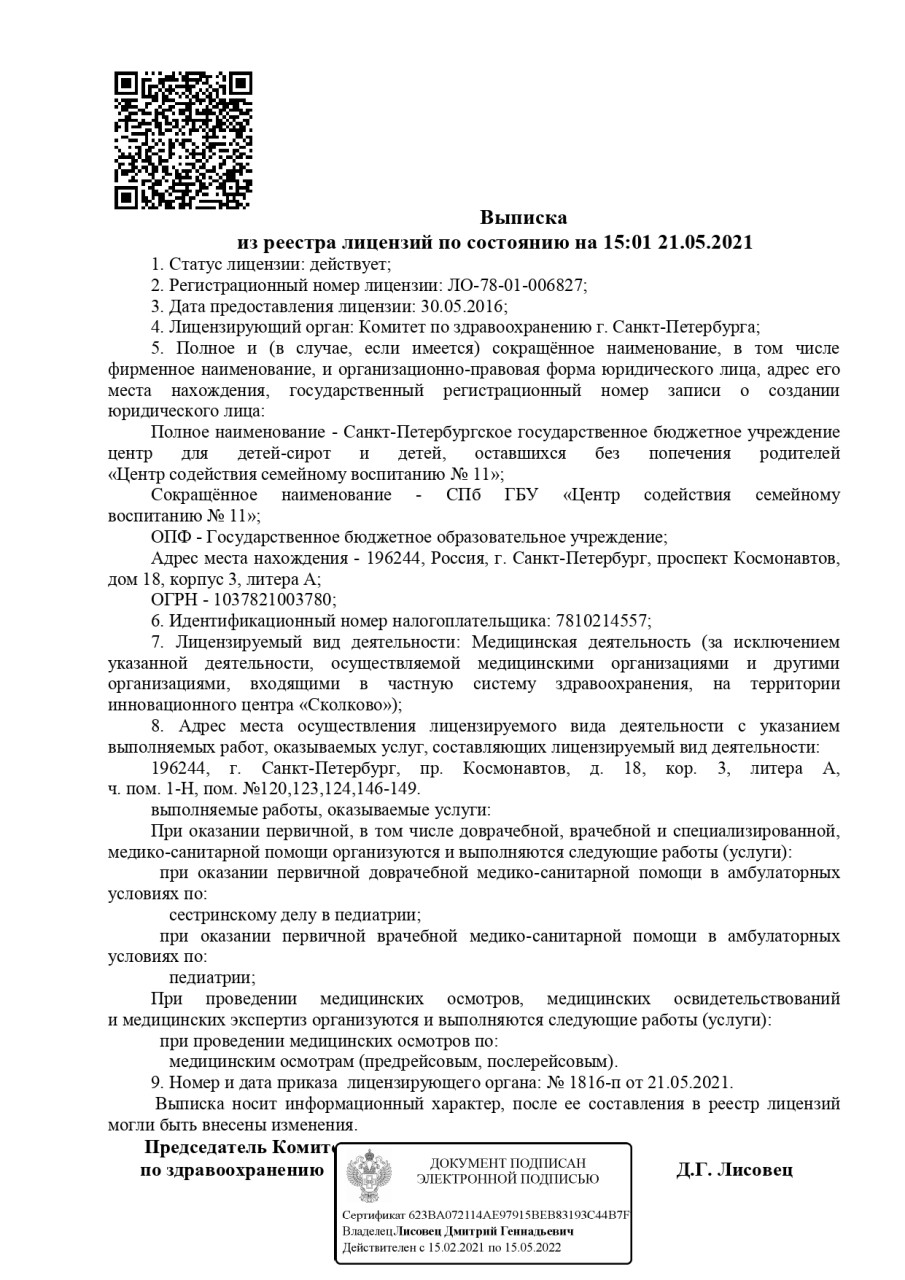 Выписка
из реестра лицензий по состоянию на 15:01 21.05.2021
1. Статус лицензии: действует;
2. Регистрационный номер лицензии: ЛО-78-01-006827;
3. Дата предоставления лицензии: 30.05.2016;
4. Лицензирующий орган: Комитет по здравоохранению г. Санкт-Петербурга;
5. Полное и (в случае, если имеется) сокращённое наименование, в том числе
фирменное наименование, и организационно-правовая форма юридического лица, адрес его
места нахождения, государственный регистрационный номер записи о создании
юридического лица:
Полное наименование - Санкт-Петербургское государственное бюджетное учреждение
центр для детей-сирот и детей, оставшихся без попечения родителей
«Центр содействия семейному воспитанию № 11»;
Сокращённое наименование - СПб ГБУ «Центр содействия семейному
воспитанию № 11»;
ОПФ - Государственное бюджетное образовательное учреждение;
Адрес места нахождения - 196244, Россия, г. Санкт-Петербург, проспект Космонавтов,
дом 18, корпус 3, литера А;
ОГРН - 1037821003780;
6. Идентификационный номер налогоплательщика: 7810214557;
7. Лицензируемый вид деятельности: Медицинская деятельность (за исключением
указанной деятельности, осуществляемой медицинскими организациями и другими
организациями, входящими в частную систему здравоохранения, на территории
инновационного центра «Сколково»);
8. Адрес места осуществления лицензируемого вида деятельности с указанием
выполняемых работ, оказываемых услуг, составляющих лицензируемый вид деятельности:
196244, г. Санкт-Петербург, пр. Космонавтов, д. 18, кор. 3, литера А,
ч. пом. 1-Н, пом. №120,123,124,146-149.
выполняемые работы, оказываемые услуги:
При оказании первичной, в том числе доврачебной, врачебной и специализированной,
медико-санитарной помощи организуются и выполняются следующие работы (услуги):
при оказании первичной доврачебной медико-санитарной помощи в амбулаторных
условиях по:
сестринскому делу в педиатрии;
при оказании первичной врачебной медико-санитарной помощи в амбулаторных
условиях по:
педиатрии;
При проведении медицинских осмотров, медицинских освидетельствований
и медицинских экспертиз организуются и выполняются следующие работы (услуги):
при проведении медицинских осмотров по:
медицинским осмотрам (предрейсовым, послерейсовым).
9. Номер и дата приказа лицензирующего органа: № 1816-п от 21.05.2021.
Выписка носит информационный характер, после ее составления в реестр лицензий
могли быть внесены изменения.
Председатель Комите
по здравоохранению Д.Г. Лисовец
ДОКУМЕНТ ПОДПИСАН
ЭЛЕКТРОННОЙ ПОДПИСЬЮ
Сертификат 623BA072114AE97915BEB83193C44B7F
Владелец Лисовец Дмитрий Геннадьевич
Действителен с 15.02.2021 по 15.05.2022